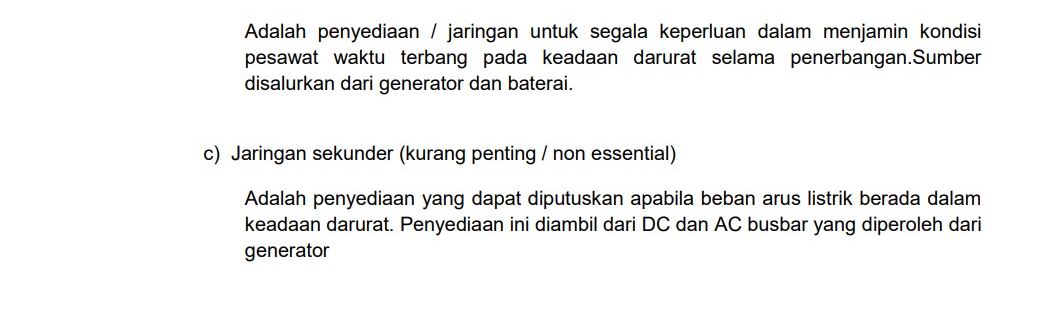 Adalah penyediaan / jaringan untuk segala keperluan dalam menjamin kondisi
pesawat waktu terbang pada keadaan darurat selama penerbangan.Sumber
disalurkan dari generator dan baterai.
c) Jaringan sekunder (kurang penting / non essential)
Adalah penyediaan yang dapat diputuskan apabila beban arus listrik berada dalam
keadaan darurat. Penyediaan ini diambil dari DC dan AC busbar yang diperoleh dari
generator